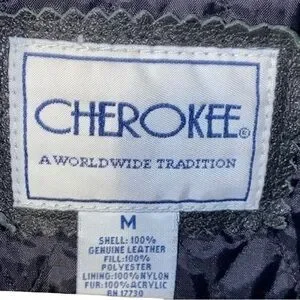 CHEROKEE®
A WORLDWIDE TRADITION
M
SHELL: 100%
GENUINE LEATHER
FILL: 100%
POLYESTER
LINING: 100% NYLON
FUR: 100% ACRYLIC
RN 17730